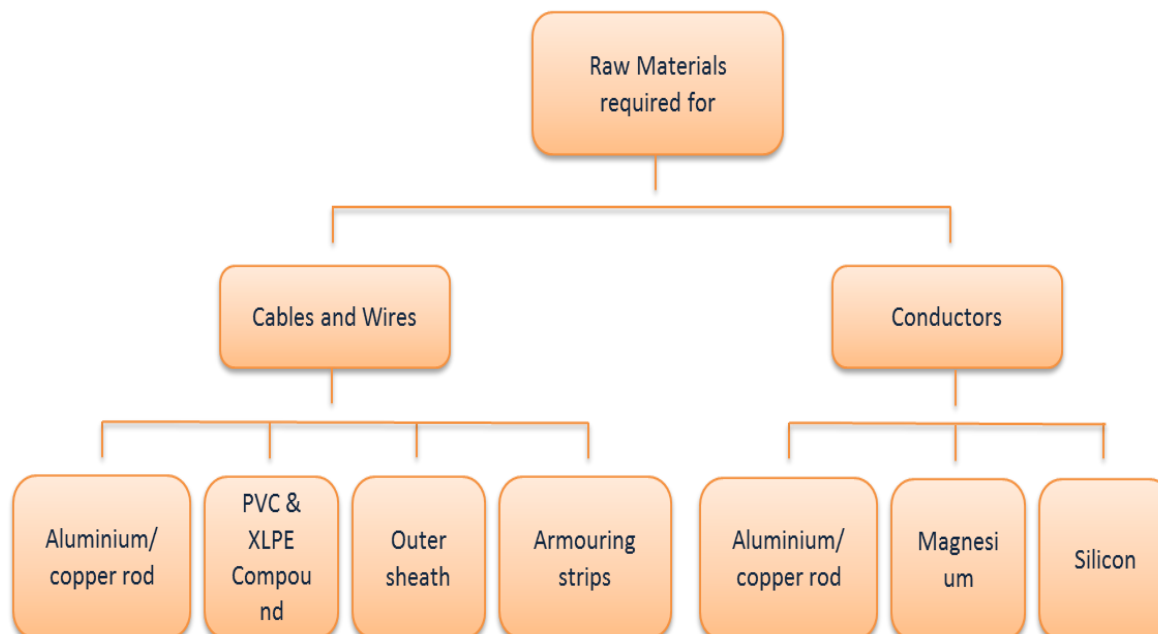 Raw Materials
required for
Cables and Wires
Conductors
Aluminium/
copper rod
PVC &
XLPE
Compou
nd
Outer
sheath
Armouring
strips
Aluminium/
copper rod
Magnesi
um
Silicon